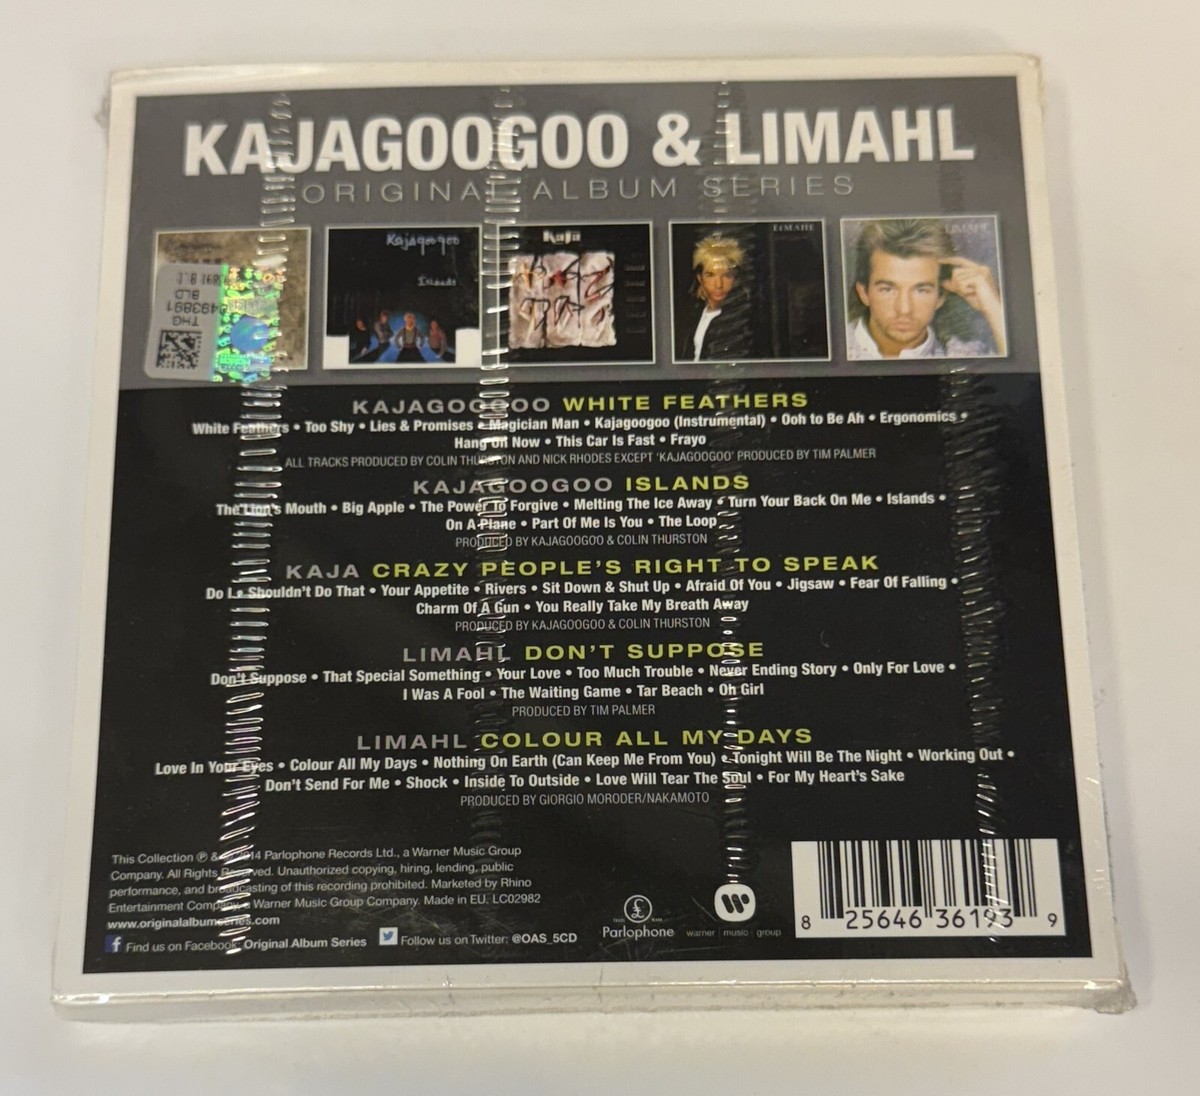 KAJAGOOGOO & LIMAHL
ORIGINAL ALBUM SERIES
Kajagoogoo
Islands
Kaja
LIMAHL
LIMAHL
THG
BLD
KAJAGOOGOO WHITE FEATHERS
White Feathers • Too Shy • Lies & Promises • Magician Man • Kajagoogoo (Instrumental) • Ooh to Be Ah • Ergonomics •
Hang On Now • This Car Is Fast • Frayo
ALL TRACKS PRODUCED BY COLIN THURSTON AND NICK RHODES EXCEPT 'KAJAGOOGOO' PRODUCED BY TIM PALMER
KAJAGOOGOO ISLANDS
The Lion's Mouth • Big Apple • The Power To Forgive • Melting The Ice Away • Turn Your Back On Me • Islands •
On A Plane • Part Of Me Is You • The Loop
PRODUCED BY KAJAGOOGOO & COLIN THURSTON
KAJA CRAZY PEOPLE'S RIGHT TO SPEAK
Do I • Shouldn't Do That • Your Appetite • Rivers • Sit Down & Shut Up • Afraid Of You • Jigsaw • Fear Of Falling •
Charm Of A Gun • You Really Take My Breath Away
PRODUCED BY KAJAGOOGOO & COLIN THURSTON
LIMAHL DON'T SUPPOSE
Don't Suppose • That Special Something • Your Love • Too Much Trouble • Never Ending Story • Only For Love •
I Was A Fool • The Waiting Game • Tar Beach • Oh Girl
PRODUCED BY TIM PALMER
LIMAHL COLOUR ALL MY DAYS
Love In Your Eyes • Colour All My Days • Nothing On Earth (Can Keep Me From You) • Tonight Will Be The Night • Working Out •
Don't Send For Me • Shock • Inside To Outside • Love Will Tear The Soul • For My Heart's Sake
PRODUCED BY GIORGIO MORODER/NAKAMOTO
This Collection ℗ & © 2014 Parlophone Records Ltd., a Warner Music Group
Company. All Rights Reserved. Unauthorized copying, hiring, lending, public
performance, and broadcasting of this recording prohibited. Marketed by Rhino
Entertainment Company, a Warner Music Group Company. Made in EU. LC02982
www.originalalbumseries.com
Find us on Facebook: Original Album Series Follow us on Twitter: @OAS_5CD
Parlophone
warner music group
8 25646 36193 9